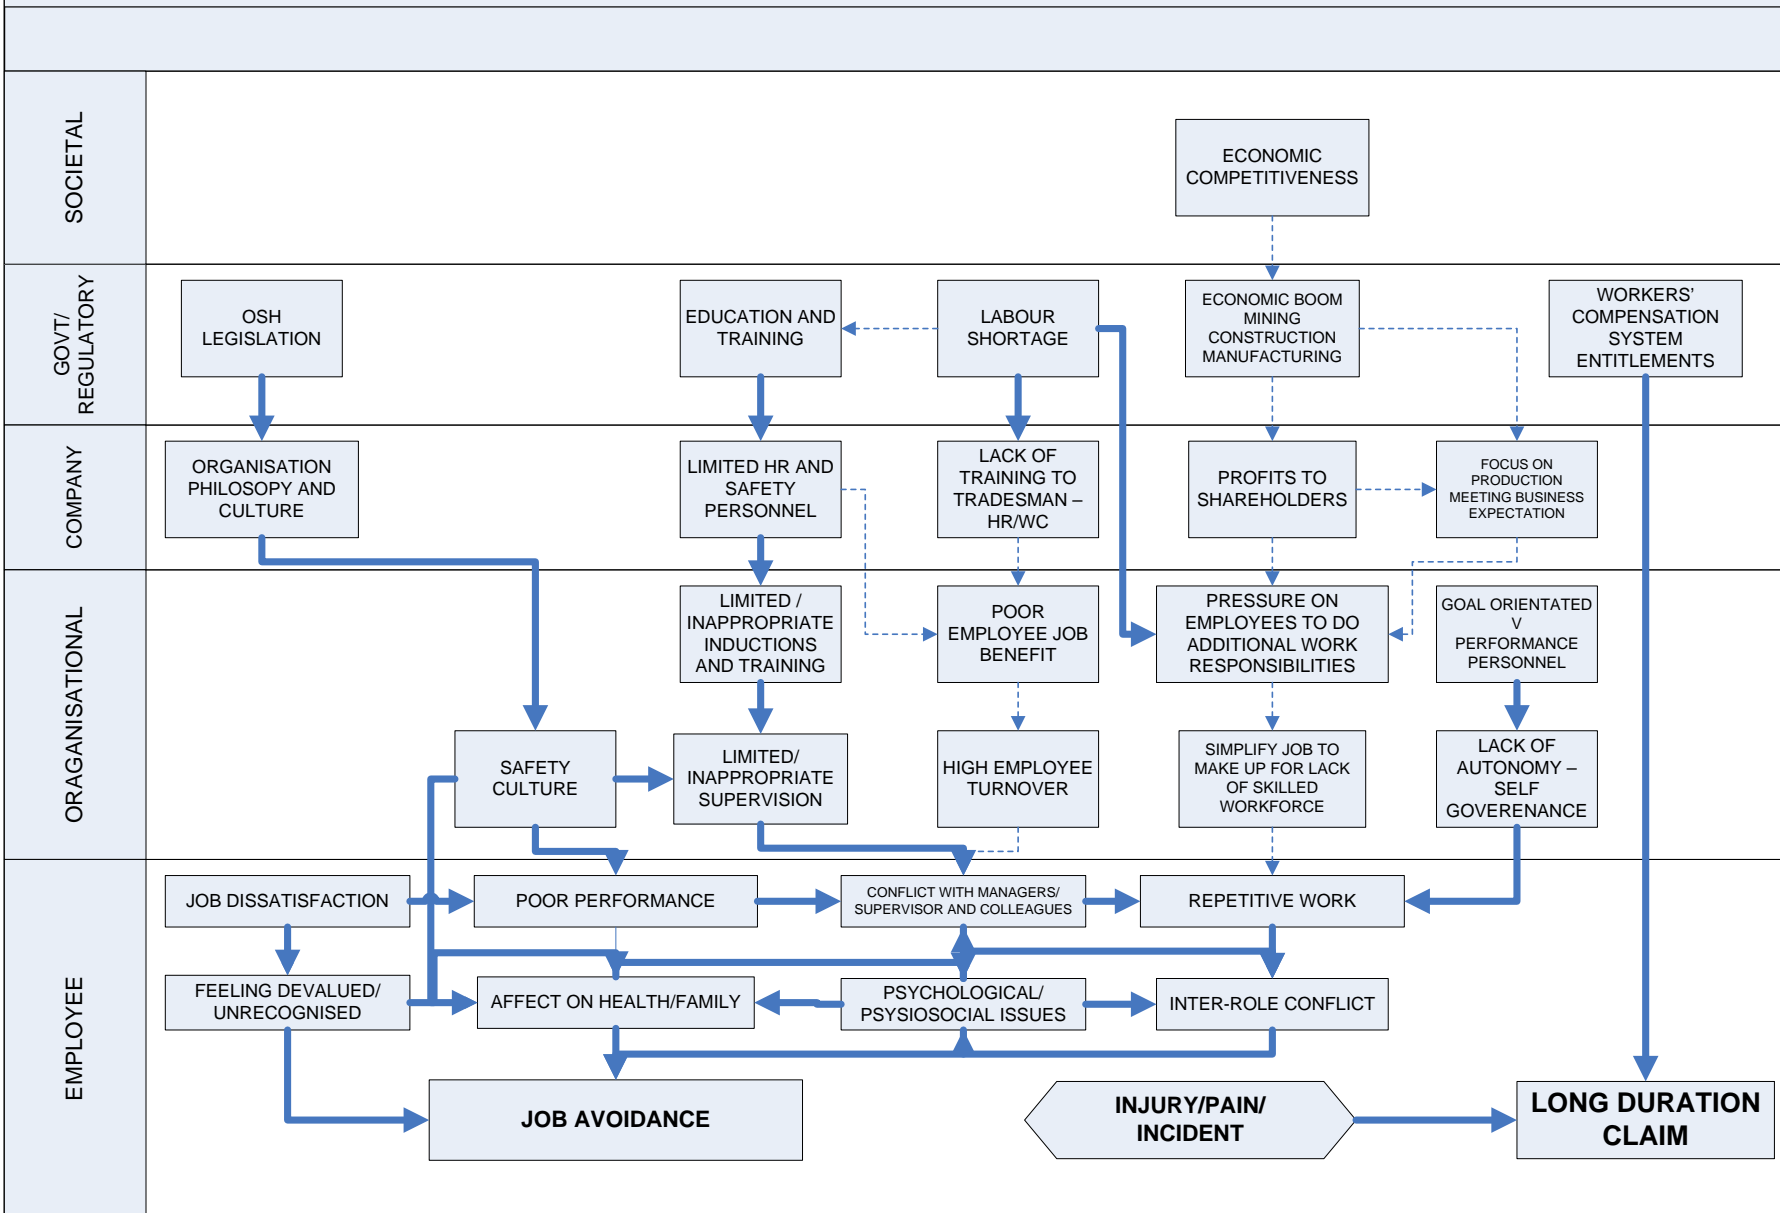 SOCIETAL
ECONOMIC
COMPETITIVENESS
GOVT/
REGULATORY
OSH
LEGISLATION
EDUCATION AND
TRAINING
LABOUR
SHORTAGE
ECONOMIC BOOM
MINING
CONSTRUCTION
MANUFACTURING
WORKERS'
COMPENSATION
SYSTEM
ENTITLEMENTS
COMPANY
ORGANISATION
PHILOSOPY AND
CULTURE
LIMITED HR AND
SAFETY
PERSONNEL
LACK OF
TRAINING TO
TRADESMAN –
HR/WC
PROFITS TO
SHAREHOLDERS
FOCUS ON
PRODUCTION
MEETING BUSINESS
EXPECTATION
ORAGANISATIONAL
LIMITED /
INAPPROPRIATE
INDUCTIONS
AND TRAINING
POOR
EMPLOYEE JOB
BENEFIT
PRESSURE ON
EMPLOYEES TO DO
ADDITIONAL WORK
RESPONSIBILITIES
GOAL ORIENTATED
V
PERFORMANCE
PERSONNEL
SAFETY
CULTURE
LIMITED/
INAPPROPRIATE
SUPERVISION
HIGH EMPLOYEE
TURNOVER
SIMPLIFY JOB TO
MAKE UP FOR LACK
OF SKILLED
WORKFORCE
LACK OF
AUTONOMY –
SELF
GOVERENANCE
EMPLOYEE
JOB DISSATISFACTION
POOR PERFORMANCE
CONFLICT WITH MANAGERS/
SUPERVISOR AND COLLEAGUES
REPETITIVE WORK
FEELING DEVALUED/
UNRECOGNISED
AFFECT ON HEALTH/FAMILY
PSYCHOLOGICAL/
PSYSIOSOCIAL ISSUES
INTER-ROLE CONFLICT
JOB AVOIDANCE
INJURY/PAIN/
INCIDENT
LONG DURATION
CLAIM